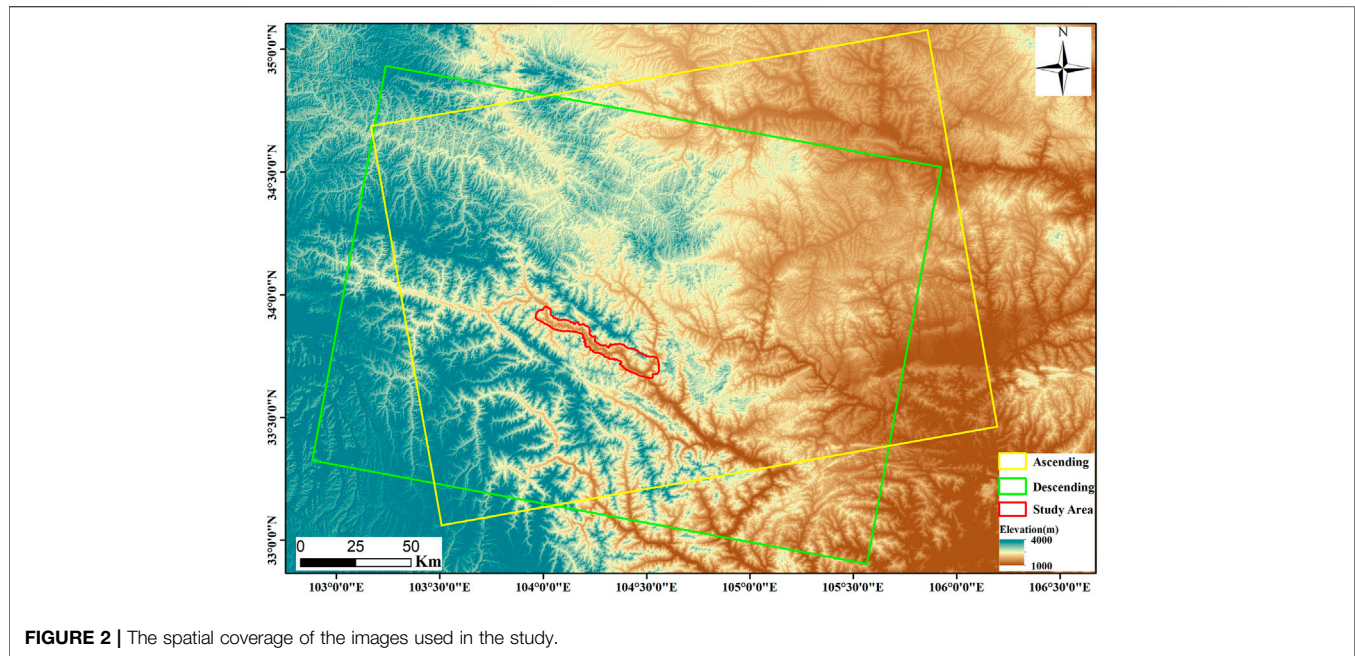 35°0'0"N
34°30'0"N
34°0'0"N
33°30'0"N
33°0'0"N
N
Ascending
Descending
Study Area
Elevation(m)
4000
1000
0 25 50
Km
103°0'0"E 103°30'0"E 104°0'0"E 104°30'0"E 105°0'0"E 105°30'0"E 106°0'0"E 106°30'0"E
FIGURE 2 | The spatial coverage of the images used in the study.